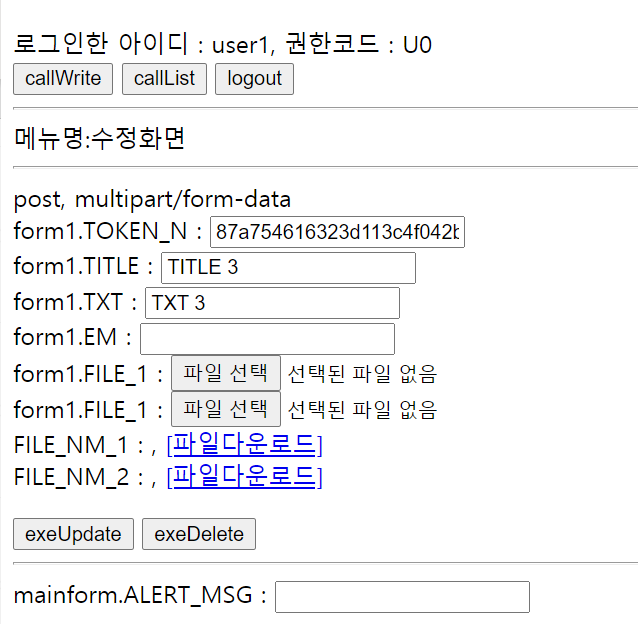 로그인한 아이디 : user1, 권한코드 : U0
callWrite callList logout
메뉴명:수정화면
post, multipart/form-data
form1.TOKEN_N : 87a754616323d113c4f042b
form1.TITLE : TITLE 3
form1.TXT : TXT 3
form1.EM :
form1.FILE_1 : 파일 선택 선택된 파일 없음
form1.FILE_1 : 파일 선택 선택된 파일 없음
FILE_NM_1 : , [파일다운로드]
FILE_NM_2 : , [파일다운로드]
exeUpdate exeDelete
mainform.ALERT_MSG :